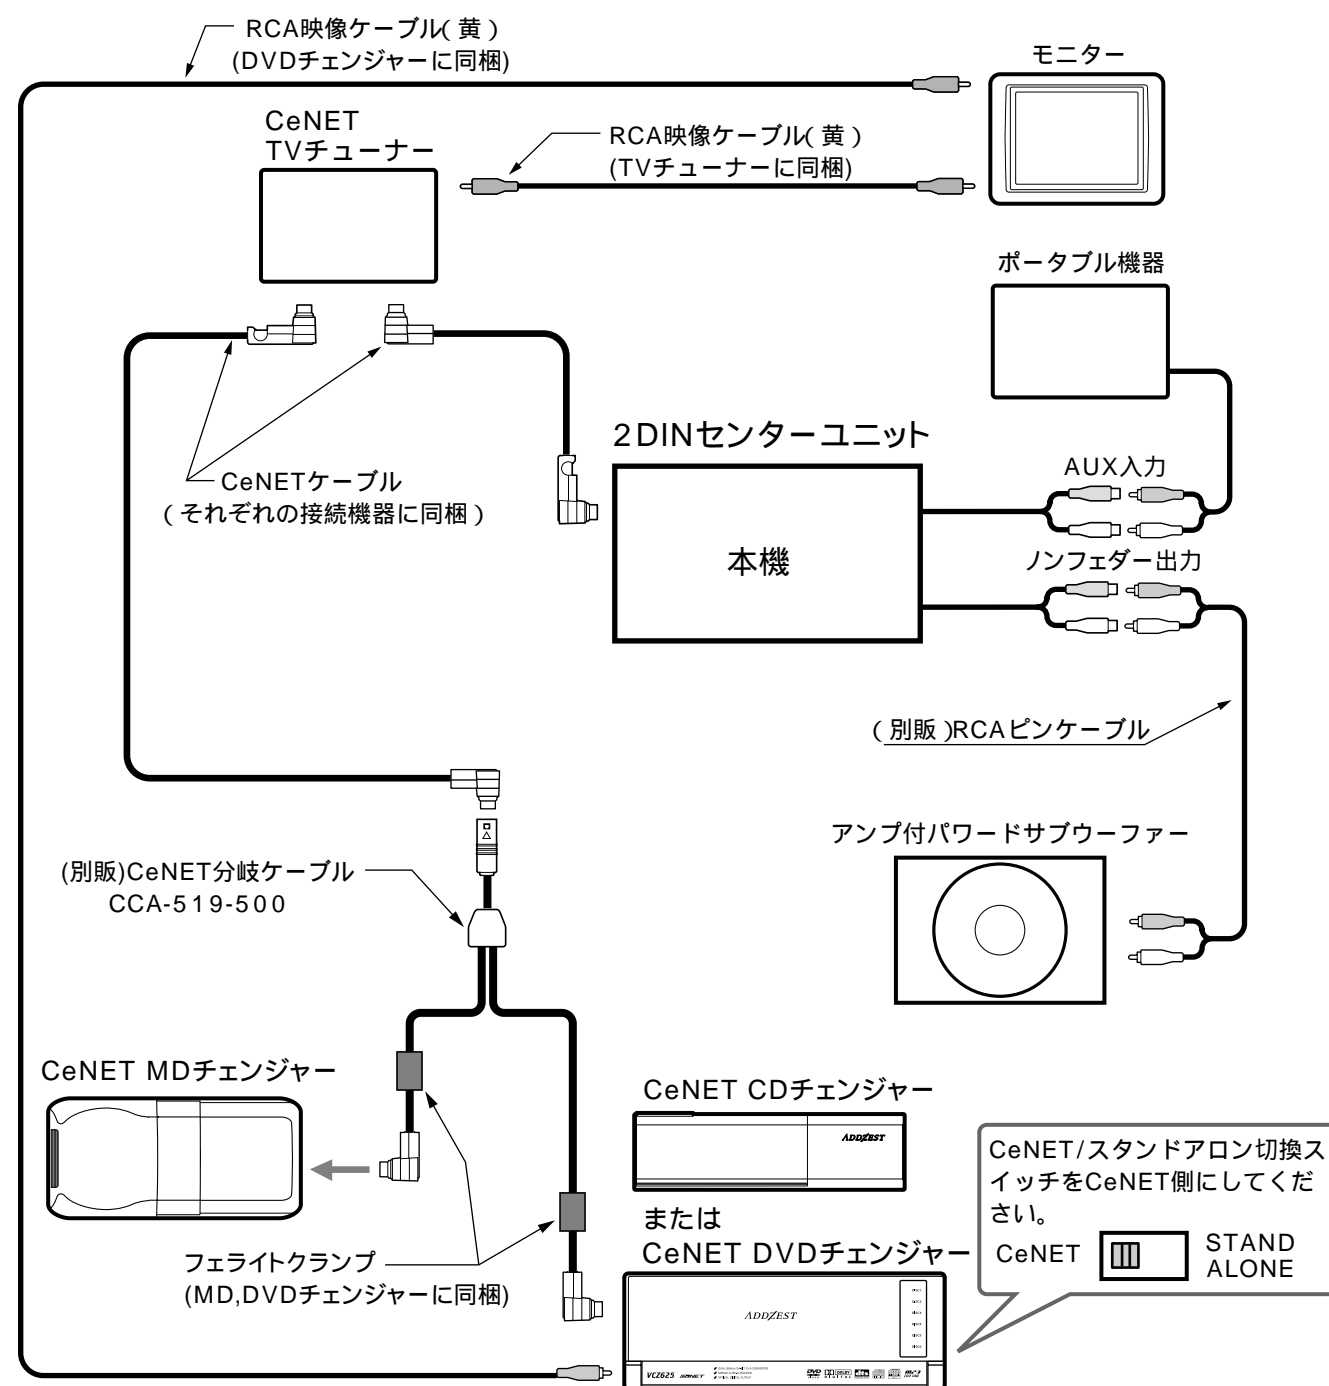 RCA映像ケーブル(黄)
(DVDチェンジャーに同梱)
モニター
CeNET
TVチューナー
RCA映像ケーブル(黄)
(TVチューナーに同梱)
ポータブル機器
2DINセンターユニット
AUX入力
CeNETケーブル
(それぞれの接続機器に同梱)
本機
ノンフェダー出力
(別販)RCAピンケーブル
アンプ付パワードサブウーファー
(別販)CeNET分岐ケーブル
CCA-519-500
CeNET MDチェンジャー
CeNET CDチェンジャー
ADDZEST
CeNET/スタンドアロン切換ス
イッチをCeNET側にしてくだ
さい。
CeNET
STAND
ALONE
または
CeNET DVDチェンジャー
フェライトクランプ
(MD,DVDチェンジャーに同梱)
ADDZEST
VCZ625